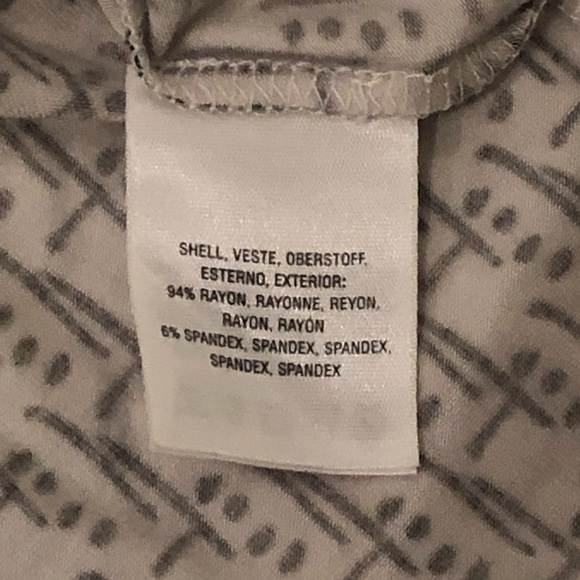 SHELL, VESTE, OBERSTOFF,
ESTERNO, EXTERIOR:
94% RAYON, RAYONNE, REYON,
RAYON, RAYÓN
6% SPANDEX, SPANDEX, SPANDEX,
SPANDEX, SPANDEX